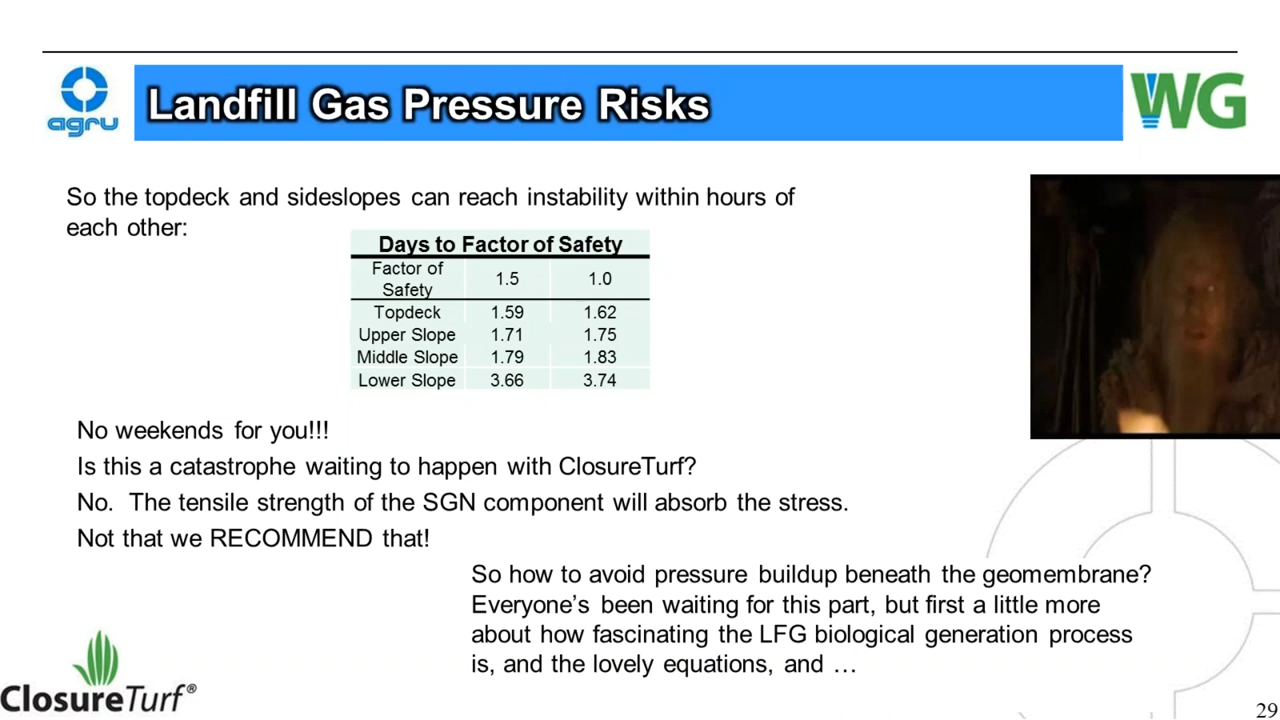 agru
Landfill Gas Pressure Risks
WG
So the topdeck and sideslopes can reach instability within hours of
each other:
Days to Factor of Safety
Factor of
Safety
1.5
1.0
Topdeck 1.59 1.62
Upper Slope 1.71 1.75
Middle Slope 1.79 1.83
Lower Slope 3.66 3.74
No weekends for you!!!
Is this a catastrophe waiting to happen with ClosureTurf?
No. The tensile strength of the SGN component will absorb the stress.
Not that we RECOMMEND that!
So how to avoid pressure buildup beneath the geomembrane?
Everyone’s been waiting for this part, but first a little more
about how fascinating the LFG biological generation process
is, and the lovely equations, and …
ClosureTurf®
29